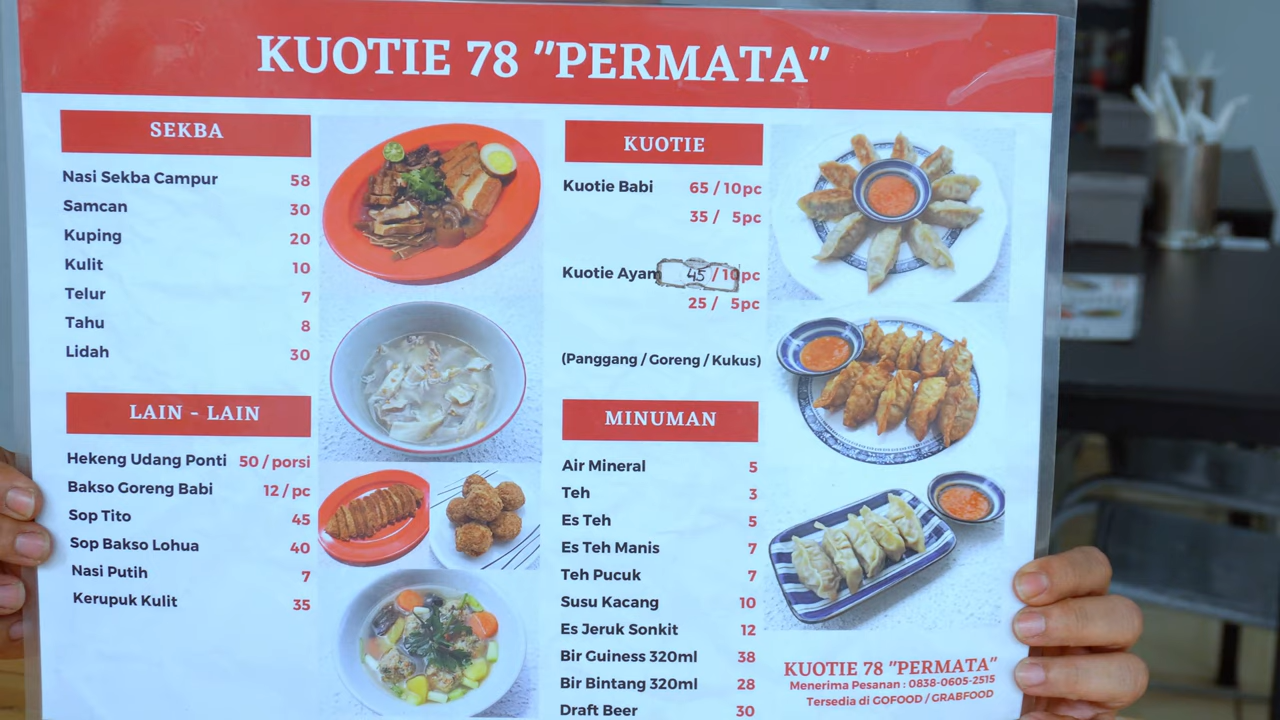 KUOTIE 78 "PERMATA"
SEKBA
Nasi Sekba Campur 58
Samcan 30
Kuping 20
Kulit 10
Telur 7
Tahu 8
Lidah 30
LAIN - LAIN
Hekeng Udang Ponti 50 / porsi
Bakso Goreng Babi 12 / pc
Sop Tito 45
Sop Bakso Lohua 40
Nasi Putih 7
Kerupuk Kulit 35
KUOTIE
Kuotie Babi 65 / 10pc
35 / 5pc
Kuotie Ayam 45 / 10pc
25 / 5pc
(Panggang / Goreng / Kukus)
MINUMAN
Air Mineral 5
Teh 3
Es Teh 5
Es Teh Manis 7
Teh Pucuk 7
Susu Kacang 10
Es Jeruk Sonkit 12
Bir Guiness 320ml 38
Bir Bintang 320ml 28
Draft Beer 30
KUOTIE 78 "PERMATA"
Menerima Pesanan : 0838-0605-2515
Tersedia di GOFOOD / GRABFOOD